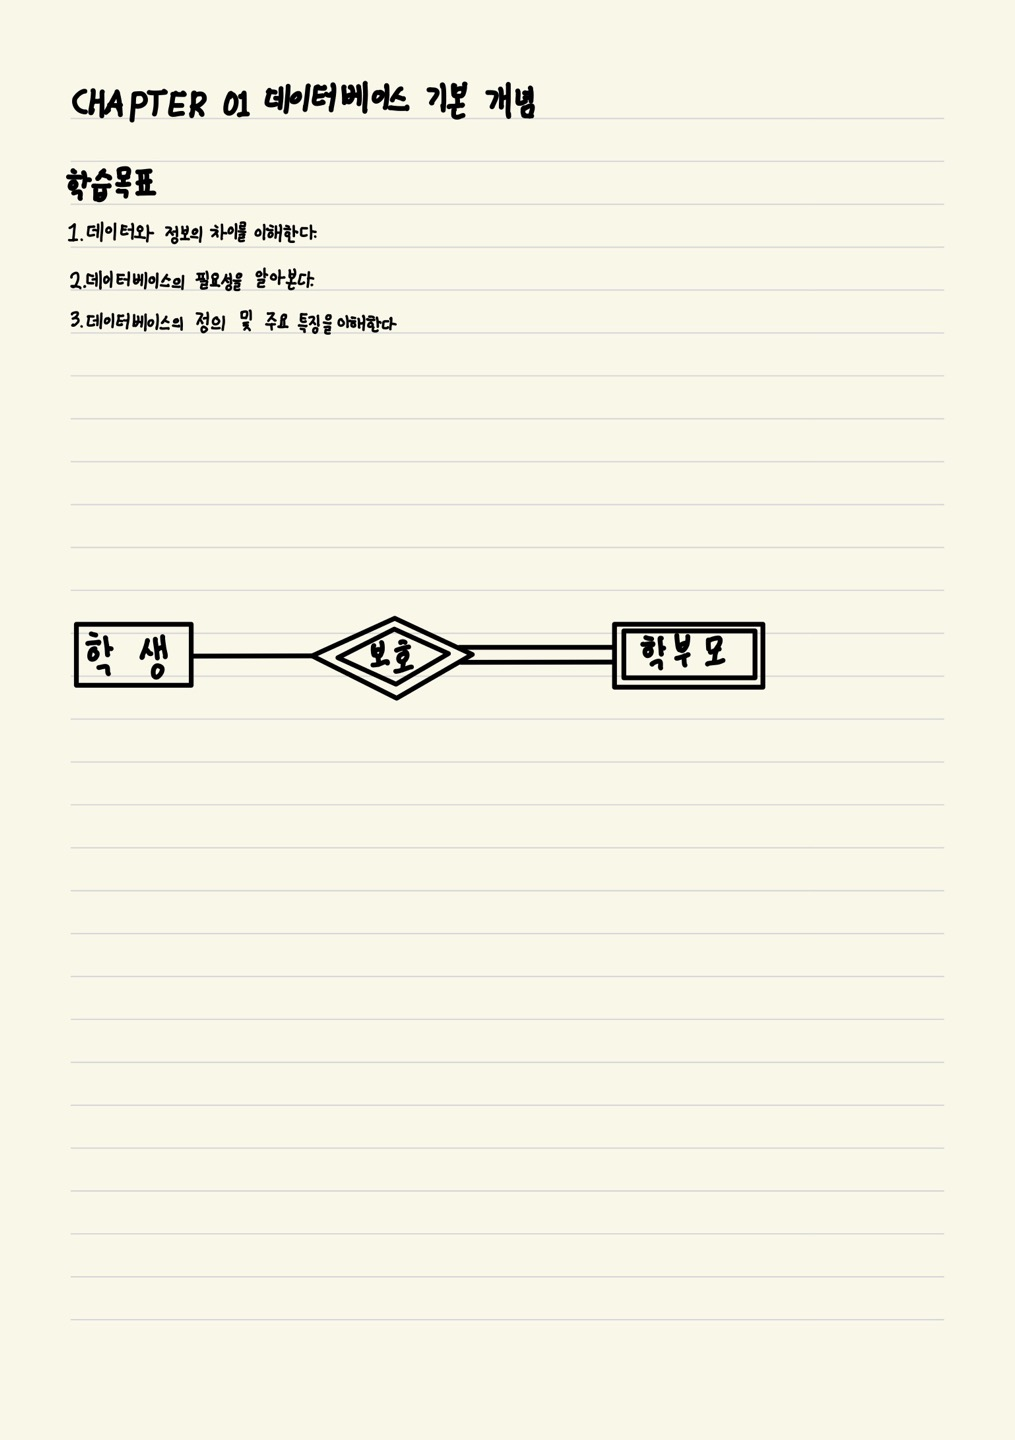 CHAPTER 01 데이터베이스 기본 개념
학습목표
1. 데이터와 정보의 차이를 이해한다.
2. 데이터베이스의 필요성을 알아본다.
3. 데이터베이스의 정의 및 주요 특징을 이해한다
학생 보호 학부모